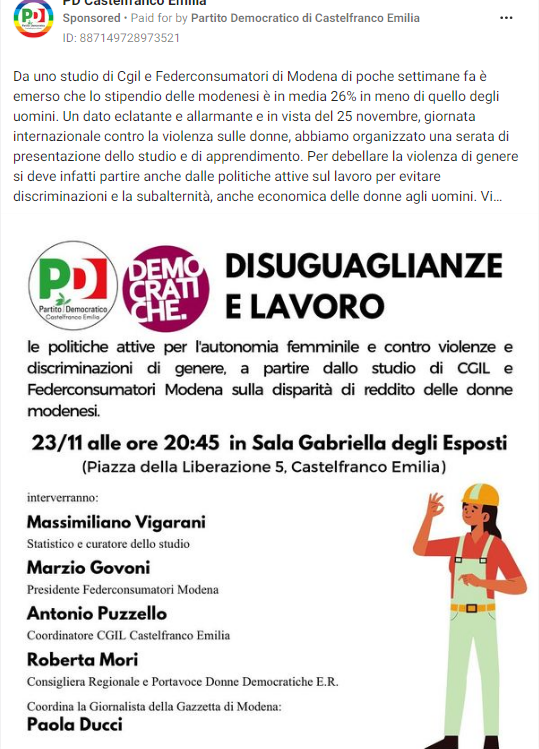 PD Castelfranco Emilia
Sponsored • Paid for by Partito Democratico di Castelfranco Emilia
ID: 887149728973521
Da uno studio di Cgil e Federconsumatori di Modena di poche settimane fa è
emerso che lo stipendio delle modenesi è in media 26% in meno di quello degli
uomini. Un dato eclatante e allarmante e in vista del 25 novembre, giornata
internazionale contro la violenza sulle donne, abbiamo organizzato una serata di
presentazione dello studio e di apprendimento. Per debellare la violenza di genere
si deve infatti partire anche dalle politiche attive sul lavoro per evitare
discriminazioni e la subalternità, anche economica delle donne agli uomini. Vi...
PD
Partito Democratico
Castelfranco Emilia
DEMO
CRATI
CHE.
DISUGUAGLIANZE
E LAVORO
le politiche attive per l'autonomia femminile e contro violenze e
discriminazioni di genere, a partire dallo studio di CGIL e
Federconsumatori Modena sulla disparità di reddito delle donne
modenesi.
23/11 alle ore 20:45 in Sala Gabriella degli Esposti
(Piazza della Liberazione 5, Castelfranco Emilia)
interverranno:
Massimiliano Vigarani
Statistico e curatore dello studio
Marzio Govoni
Presidente Federconsumatori Modena
Antonio Puzzello
Coordinatore CGIL Castelfranco Emilia
Roberta Mori
Consigliera Regionale e Portavoce Donne Democratiche E.R.
Coordina la Giornalista della Gazzetta di Modena:
Paola Ducci